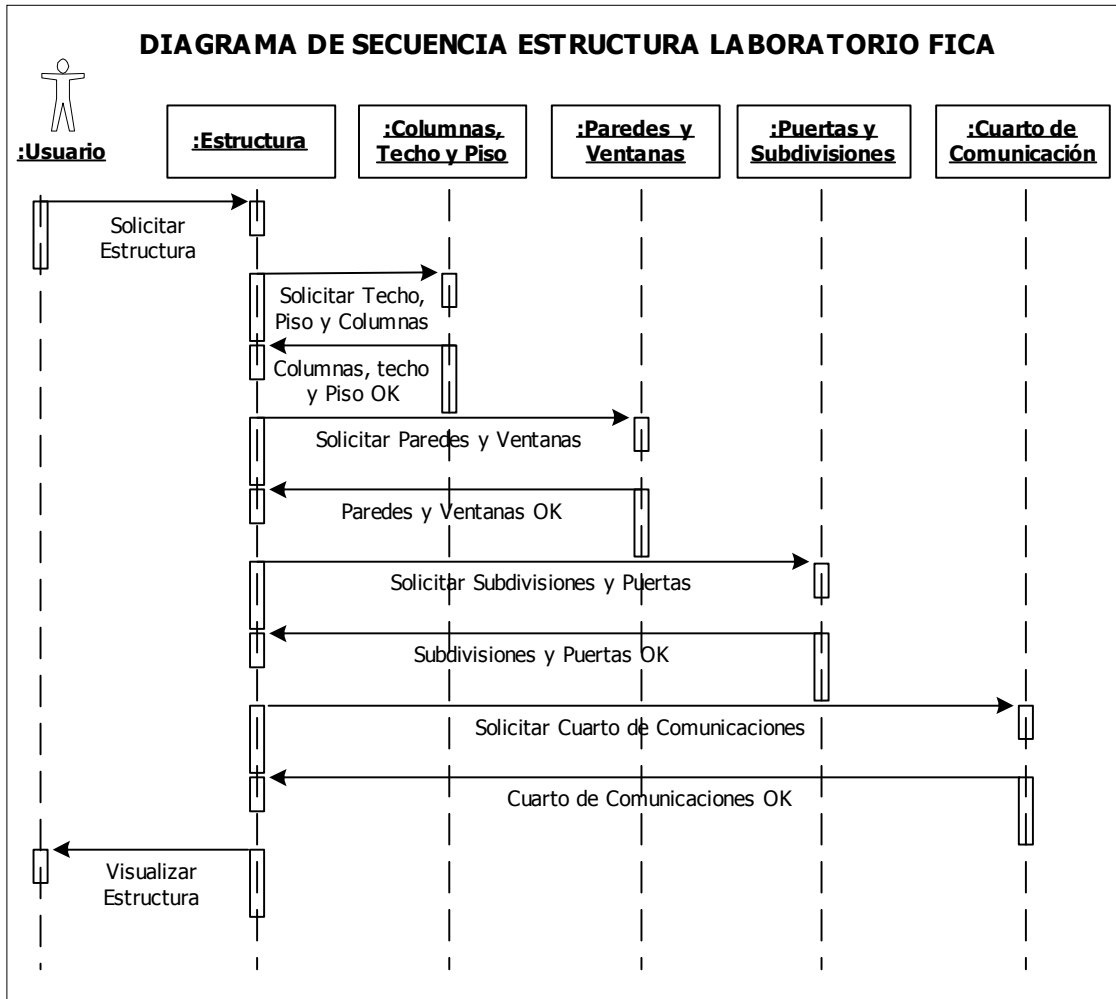 DIAGRAMA DE SECUENCIA ESTRUCTURA LABORATORIO FICA
:Usuario
:Estructura
:Columnas,
Techo y Piso
:Paredes y
Ventanas
:Puertas y
Subdivisiones
:Cuarto de
Comunicación
Solicitar
Estructura
Solicitar Techo,
Piso y Columnas
Columnas, techo
y Piso OK
Solicitar Paredes y Ventanas
Paredes y Ventanas OK
Solicitar Subdivisiones y Puertas
Subdivisiones y Puertas OK
Solicitar Cuarto de Comunicaciones
Cuarto de Comunicaciones OK
Visualizar
Estructura